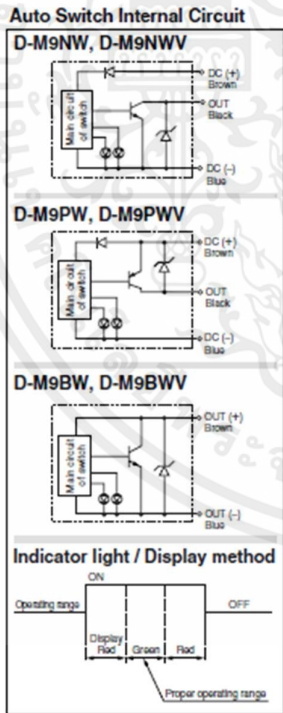 Auto Switch Internal Circuit
D-M9NW, D-M9NWV
DC (+)
Brown
OUT
Black
Main circuit
of switch
DC (–)
Blue
D-M9PW, D-M9PWV
DC (+)
Brown
Main circuit
of switch
OUT
Black
DC (–)
Blue
D-M9BW, D-M9BWV
OUT (+)
Brown
Main circuit
of switch
OUT (–)
Blue
Indicator light / Display method
ON
Operating range
OFF
Display
Red Green Red
Proper operating range